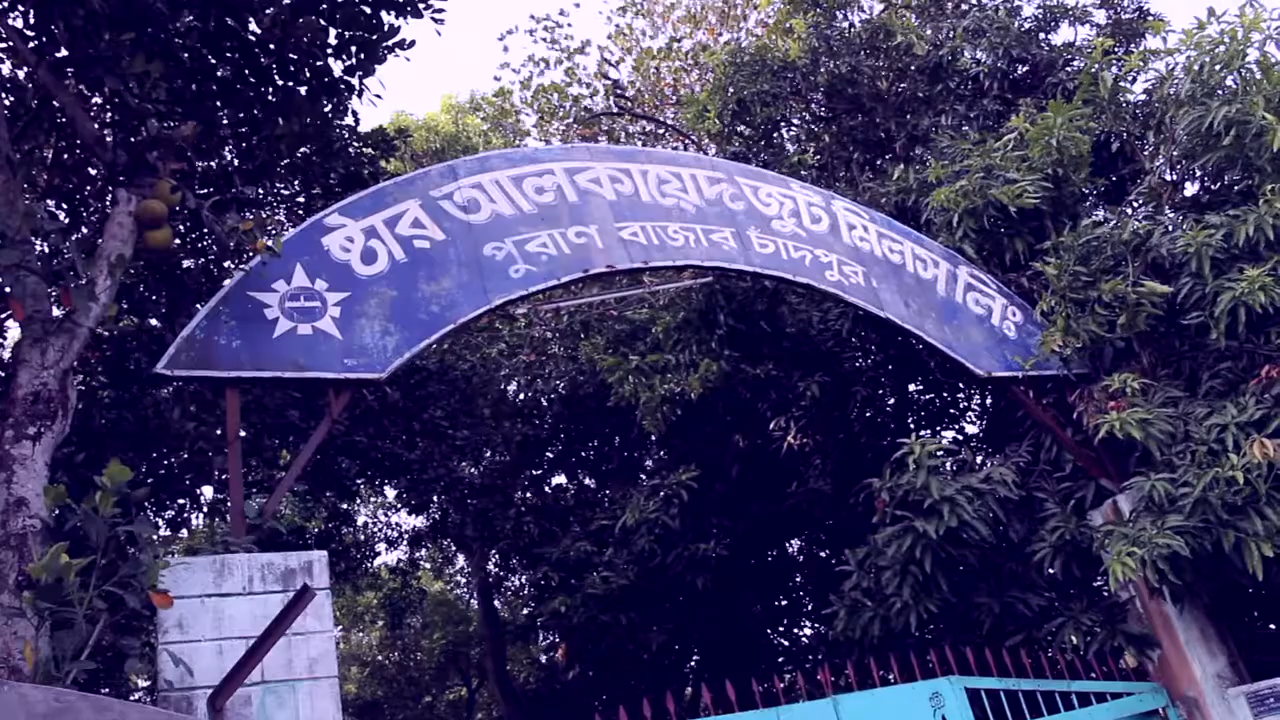 ষ্টার আলকায়েদ জুট মিলস লিঃ
পুরাণ বাজার চাঁদপুর।